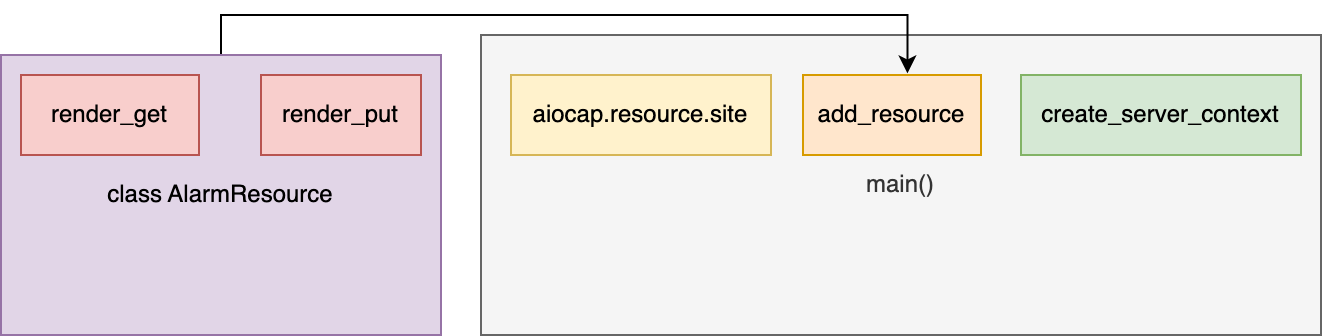 render_get
render_put
class AlarmResource
aiocap.resource.site
add_resource
create_server_context
main()